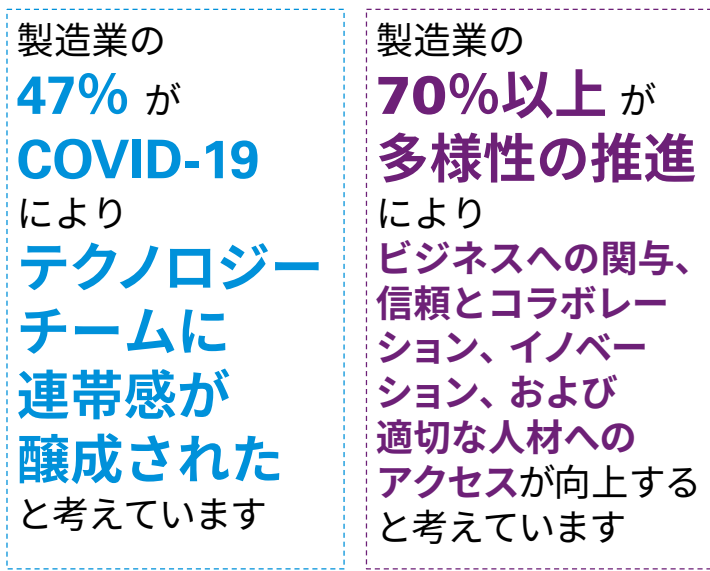 製造業の
47% が
COVID-19
により
テクノロジー
チームに
連帯感が
醸成された
と考えています
製造業の
70%以上 が
多様性の推進
により
ビジネスへの関与、
信頼とコラボレー
ション、イノベー
ション、および
適切な人材への
アクセスが向上する
と考えています